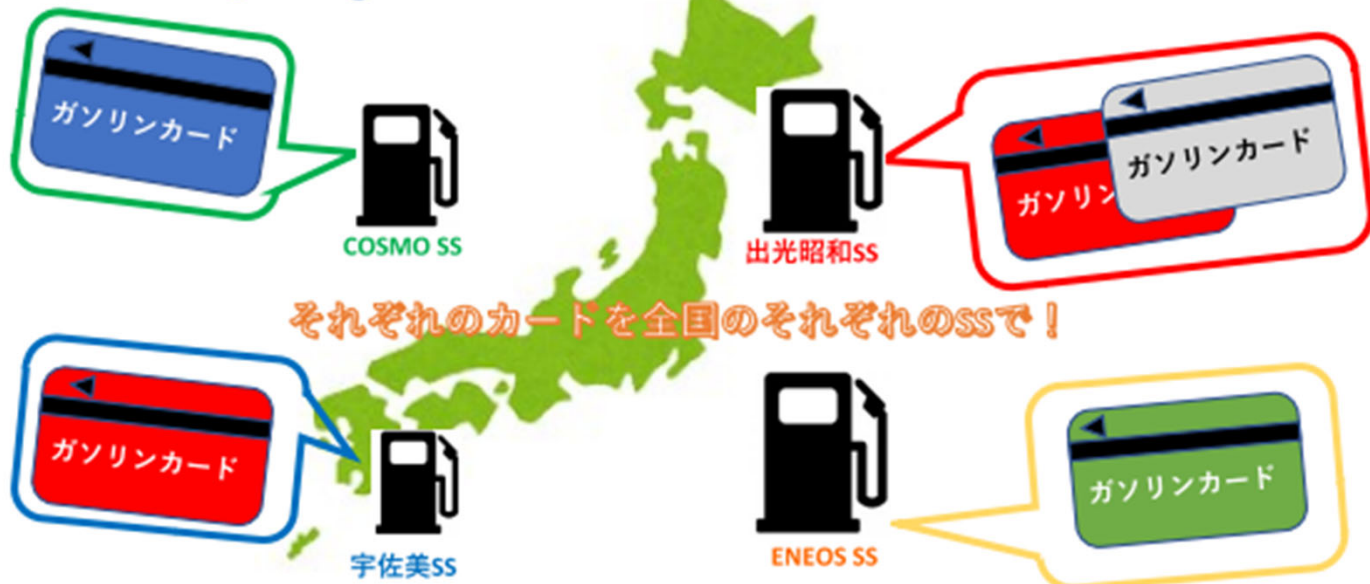 ガソリンカード
COSMO SS
ガソリン
ガソリンカード
出光昭和SS
それぞれのカードを全国のそれぞれのSSで！
ガソリンカード
宇佐美SS
ガソリンカード
ENEOS SS